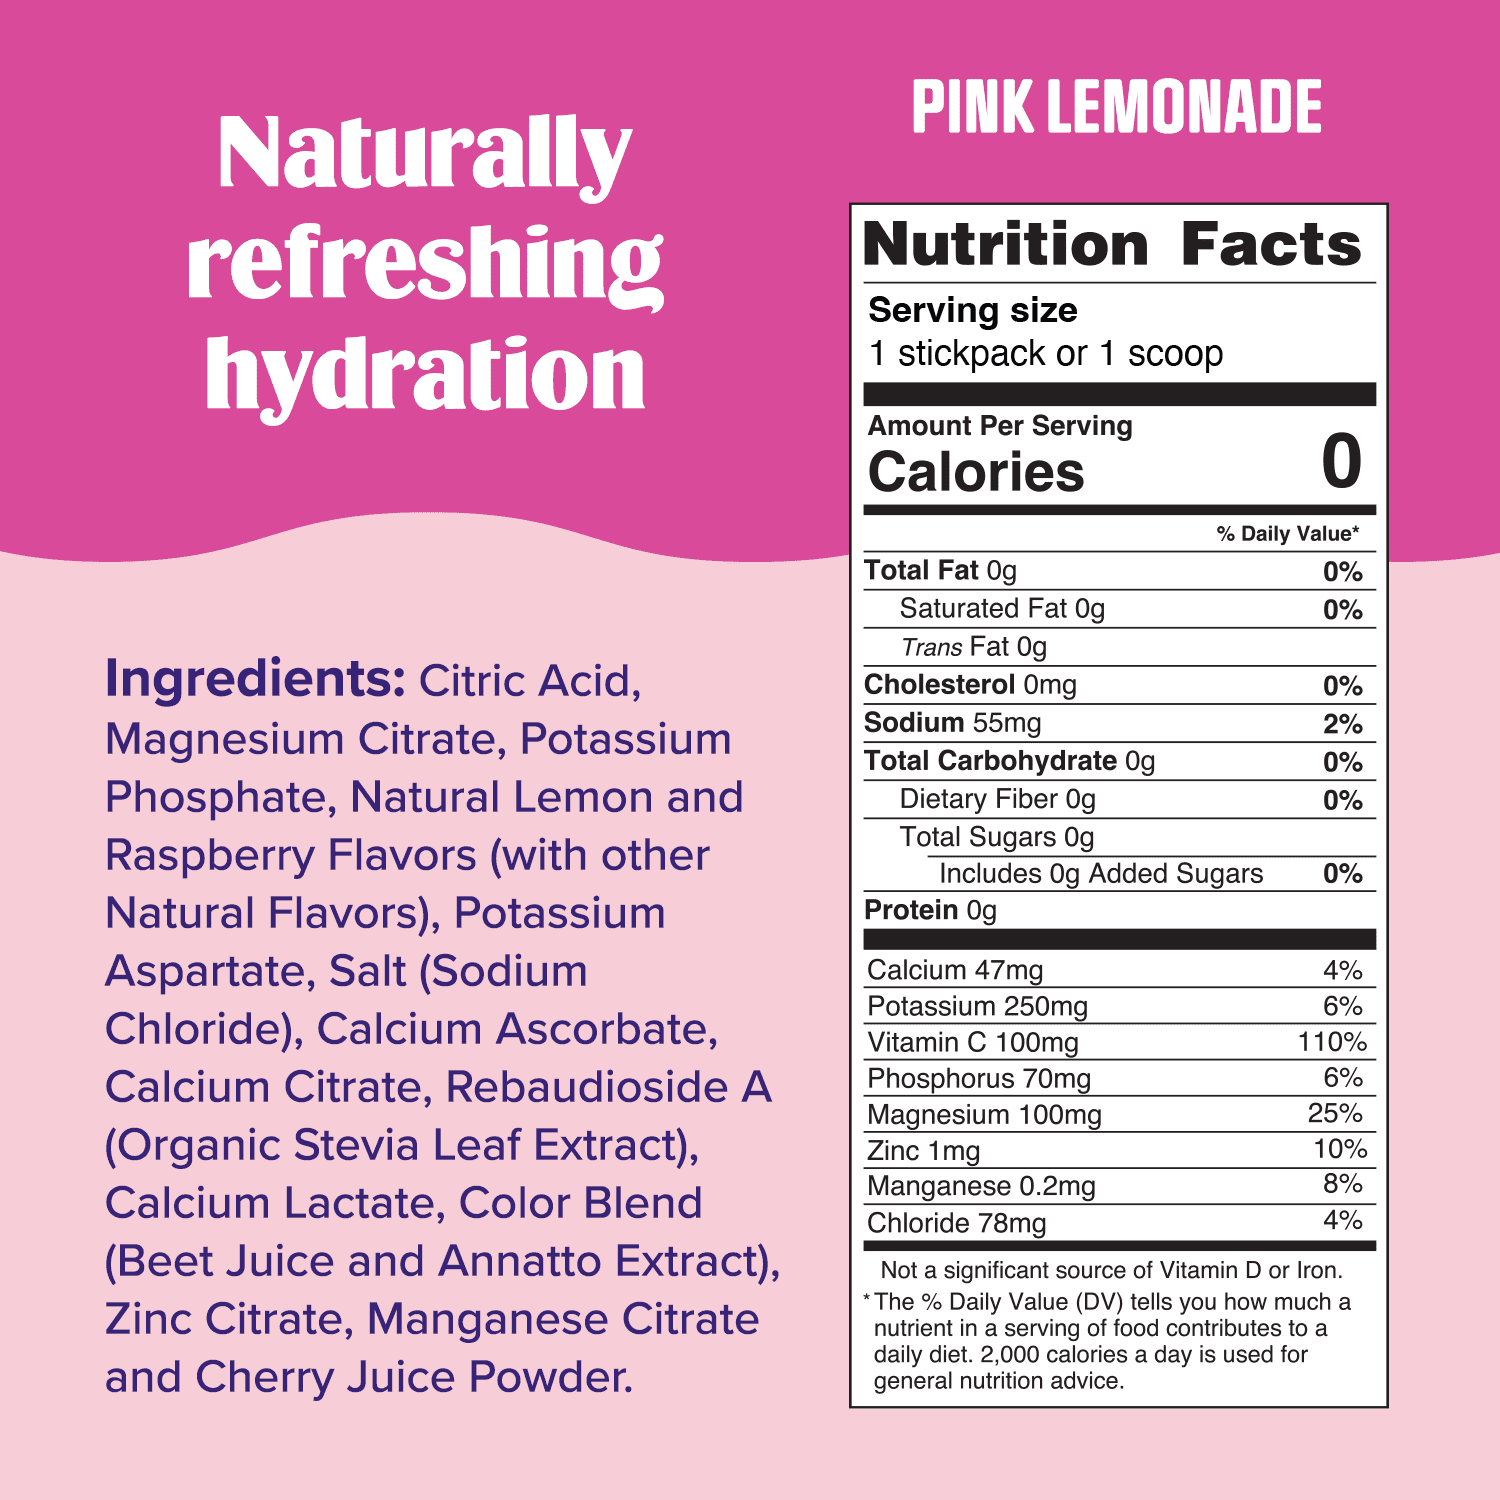 Naturally
refreshing
hydration
Ingredients: Citric Acid,
Magnesium Citrate, Potassium
Phosphate, Natural Lemon and
Raspberry Flavors (with other
Natural Flavors), Potassium
Aspartate, Salt (Sodium
Chloride), Calcium Ascorbate,
Calcium Citrate, Rebaudioside A
(Organic Stevia Leaf Extract),
Calcium Lactate, Color Blend
(Beet Juice and Annatto Extract),
Zinc Citrate, Manganese Citrate
and Cherry Juice Powder.
PINK LEMONADE
Nutrition Facts
Serving size
1 stickpack or 1 scoop
Amount Per Serving
Calories 0
% Daily Value*
Total Fat 0g 0%
Saturated Fat 0g 0%
Trans Fat 0g
Cholesterol 0mg 0%
Sodium 55mg 2%
Total Carbohydrate 0g 0%
Dietary Fiber 0g 0%
Total Sugars 0g
Includes 0g Added Sugars 0%
Protein 0g
Calcium 47mg 4%
Potassium 250mg 6%
Vitamin C 100mg 110%
Phosphorus 70mg 6%
Magnesium 100mg 25%
Zinc 1mg 10%
Manganese 0.2mg 8%
Chloride 78mg 4%
Not a significant source of Vitamin D or Iron.
* The % Daily Value (DV) tells you how much a
nutrient in a serving of food contributes to a
daily diet. 2,000 calories a day is used for
general nutrition advice.